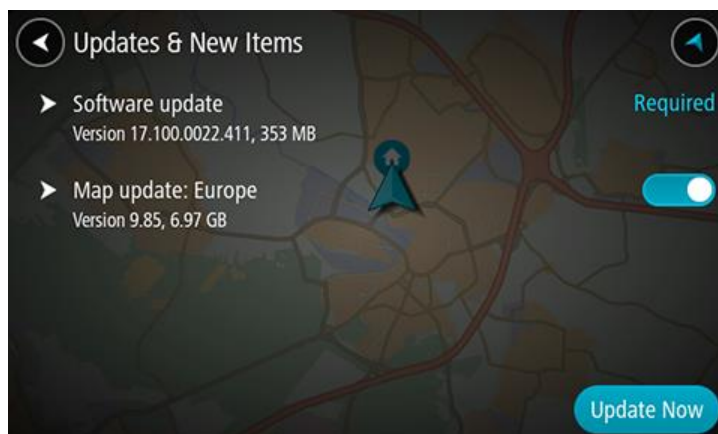 Updates & New Items
Software update
Required
Version 17.100.0022.411, 353 MB
Map update: Europe
Version 9.85, 6.97 GB
Update Now